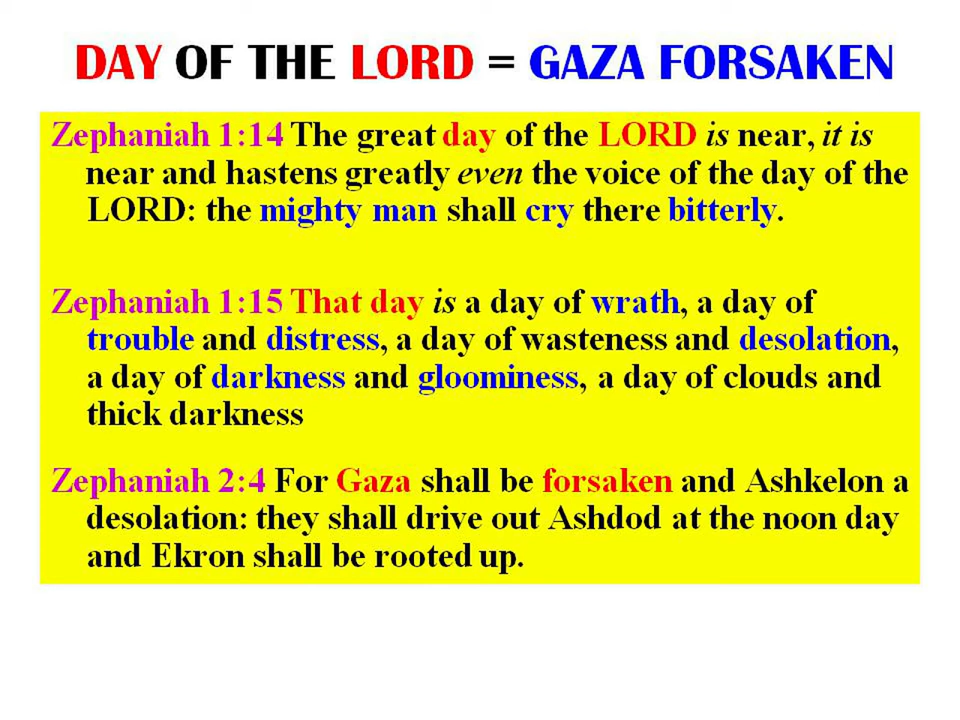 DAY OF THE LORD = GAZA FORSAKEN
Zephaniah 1:14 The great day of the LORD is near, it is
near and hastens greatly even the voice of the day of the
LORD: the mighty man shall cry there bitterly.
Zephaniah 1:15 That day is a day of wrath, a day of
trouble and distress, a day of wasteness and desolation,
a day of darkness and gloominess, a day of clouds and
thick darkness
Zephaniah 2:4 For Gaza shall be forsaken and Ashkelon a
desolation: they shall drive out Ashdod at the noon day
and Ekron shall be rooted up.